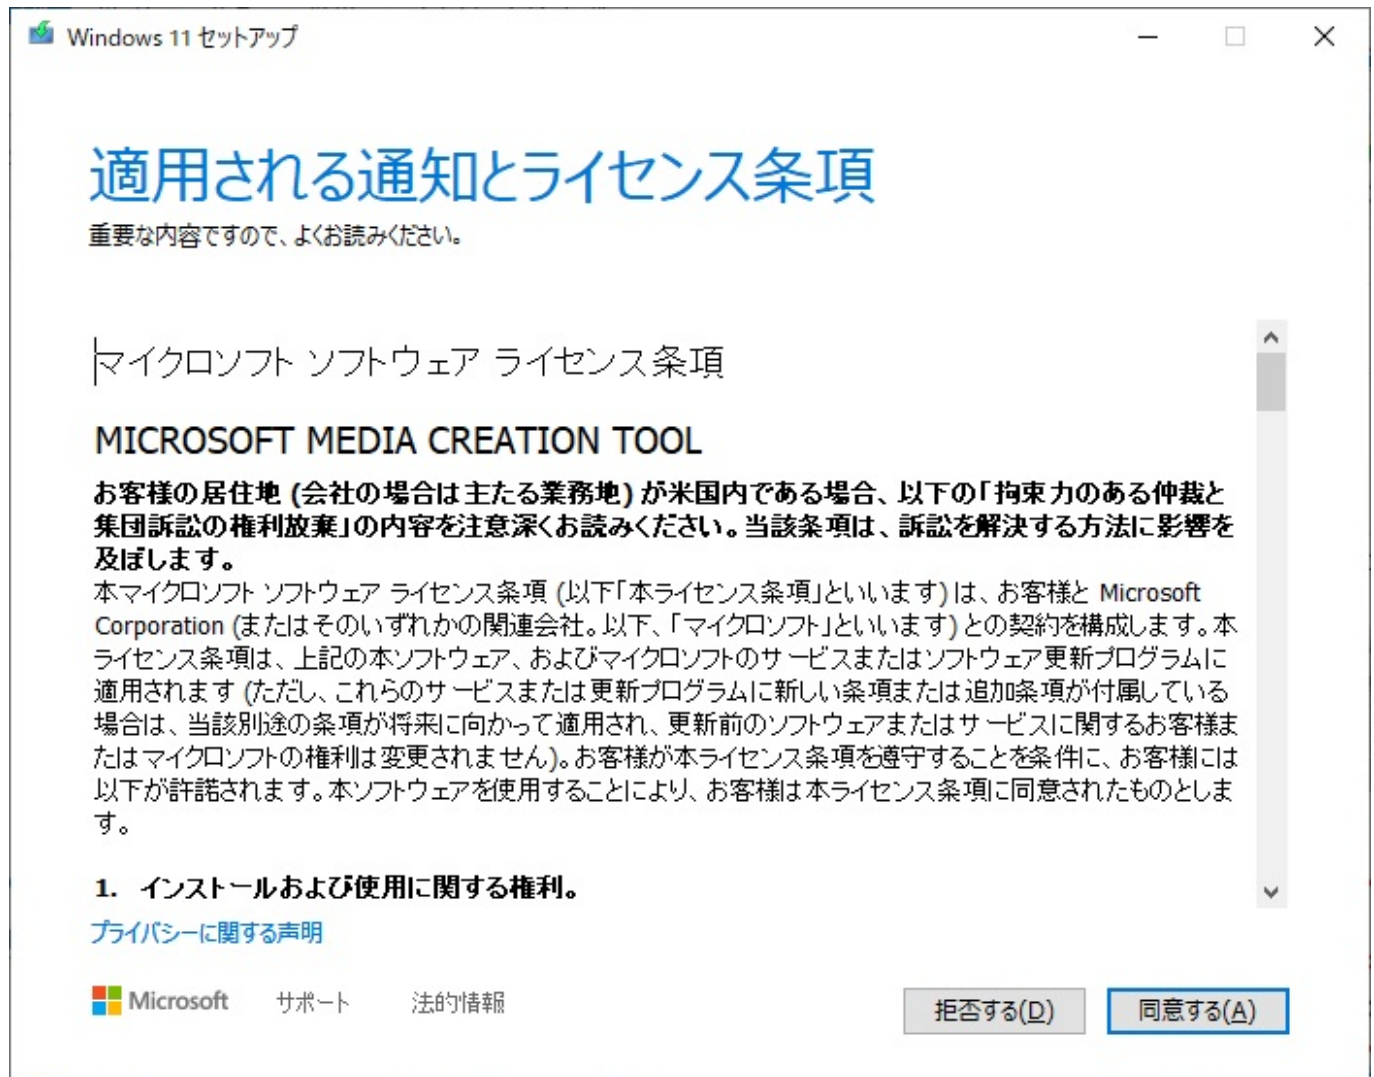 Windows 11 セットアップ
適用される通知とライセンス条項
重要な内容ですので、よくお読みください。
マイクロソフト ソフトウェア ライセンス条項
MICROSOFT MEDIA CREATION TOOL
お客様の居住地 (会社の場合は主たる業務地) が米国内である場合、以下の「拘束力のある仲裁と
集団訴訟の権利放棄」の内容を注意深くお読みください。当該条項は、訴訟を解決する方法に影響を
及ぼします。
本マイクロソフト ソフトウェア ライセンス条項 (以下「本ライセンス条項」といいます) は、お客様と Microsoft
Corporation (またはそのいずれかの関連会社。以下、「マイクロソフト」といいます) との契約を構成します。本
ライセンス条項は、上記の本ソフトウェア、およびマイクロソフトのサービスまたはソフトウェア更新プログラムに
適用されます (ただし、これらのサービスまたは更新プログラムに新しい条項または追加条項が付属している
場合は、当該別途の条項が将来に向かって適用され、更新前のソフトウェアまたはサービスに関するお客様ま
たはマイクロソフトの権利は変更されません)。お客様が本ライセンス条項を遵守することを条件に、お客様には
以下が許諾されます。本ソフトウェアを使用することにより、お客様は本ライセンス条項に同意されたものとしま
す。
1. インストールおよび使用に関する権利。
プライバシーに関する声明
Microsoft サポート 法的情報 拒否する(D) 同意する(A)